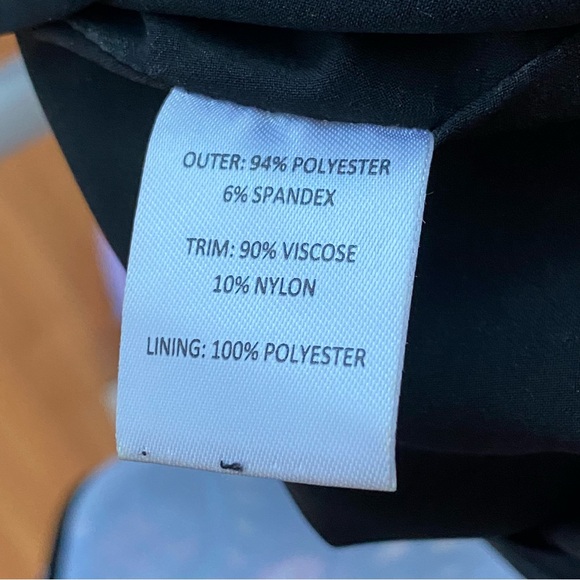 OUTER: 94% POLYESTER
6% SPANDEX
TRIM: 90% VISCOSE
10% NYLON
LINING: 100% POLYESTER